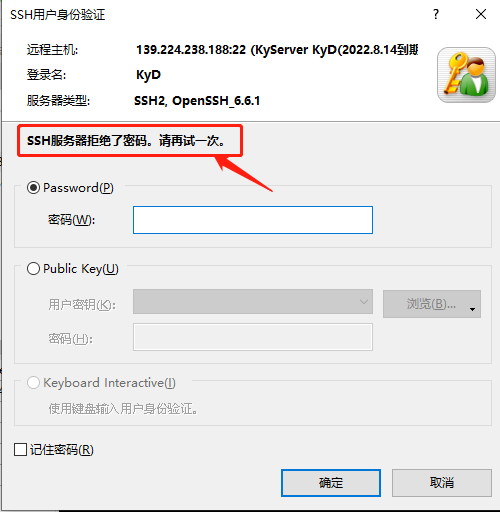 SSH用户身份验证
远程主机: 139.224.238.188:22 (KyServer KyD(2022.8.14到期
登录名: KyD
服务器类型: SSH2, OpenSSH_6.6.1
SSH服务器拒绝了密码。请再试一次。
Password(P)
密码(W):
Public Key(U)
用户密钥(K):
浏览(B)...
密码(H):
Keyboard Interactive(I)
使用键盘输入用户身份验证。
记住密码(R)
确定
取消